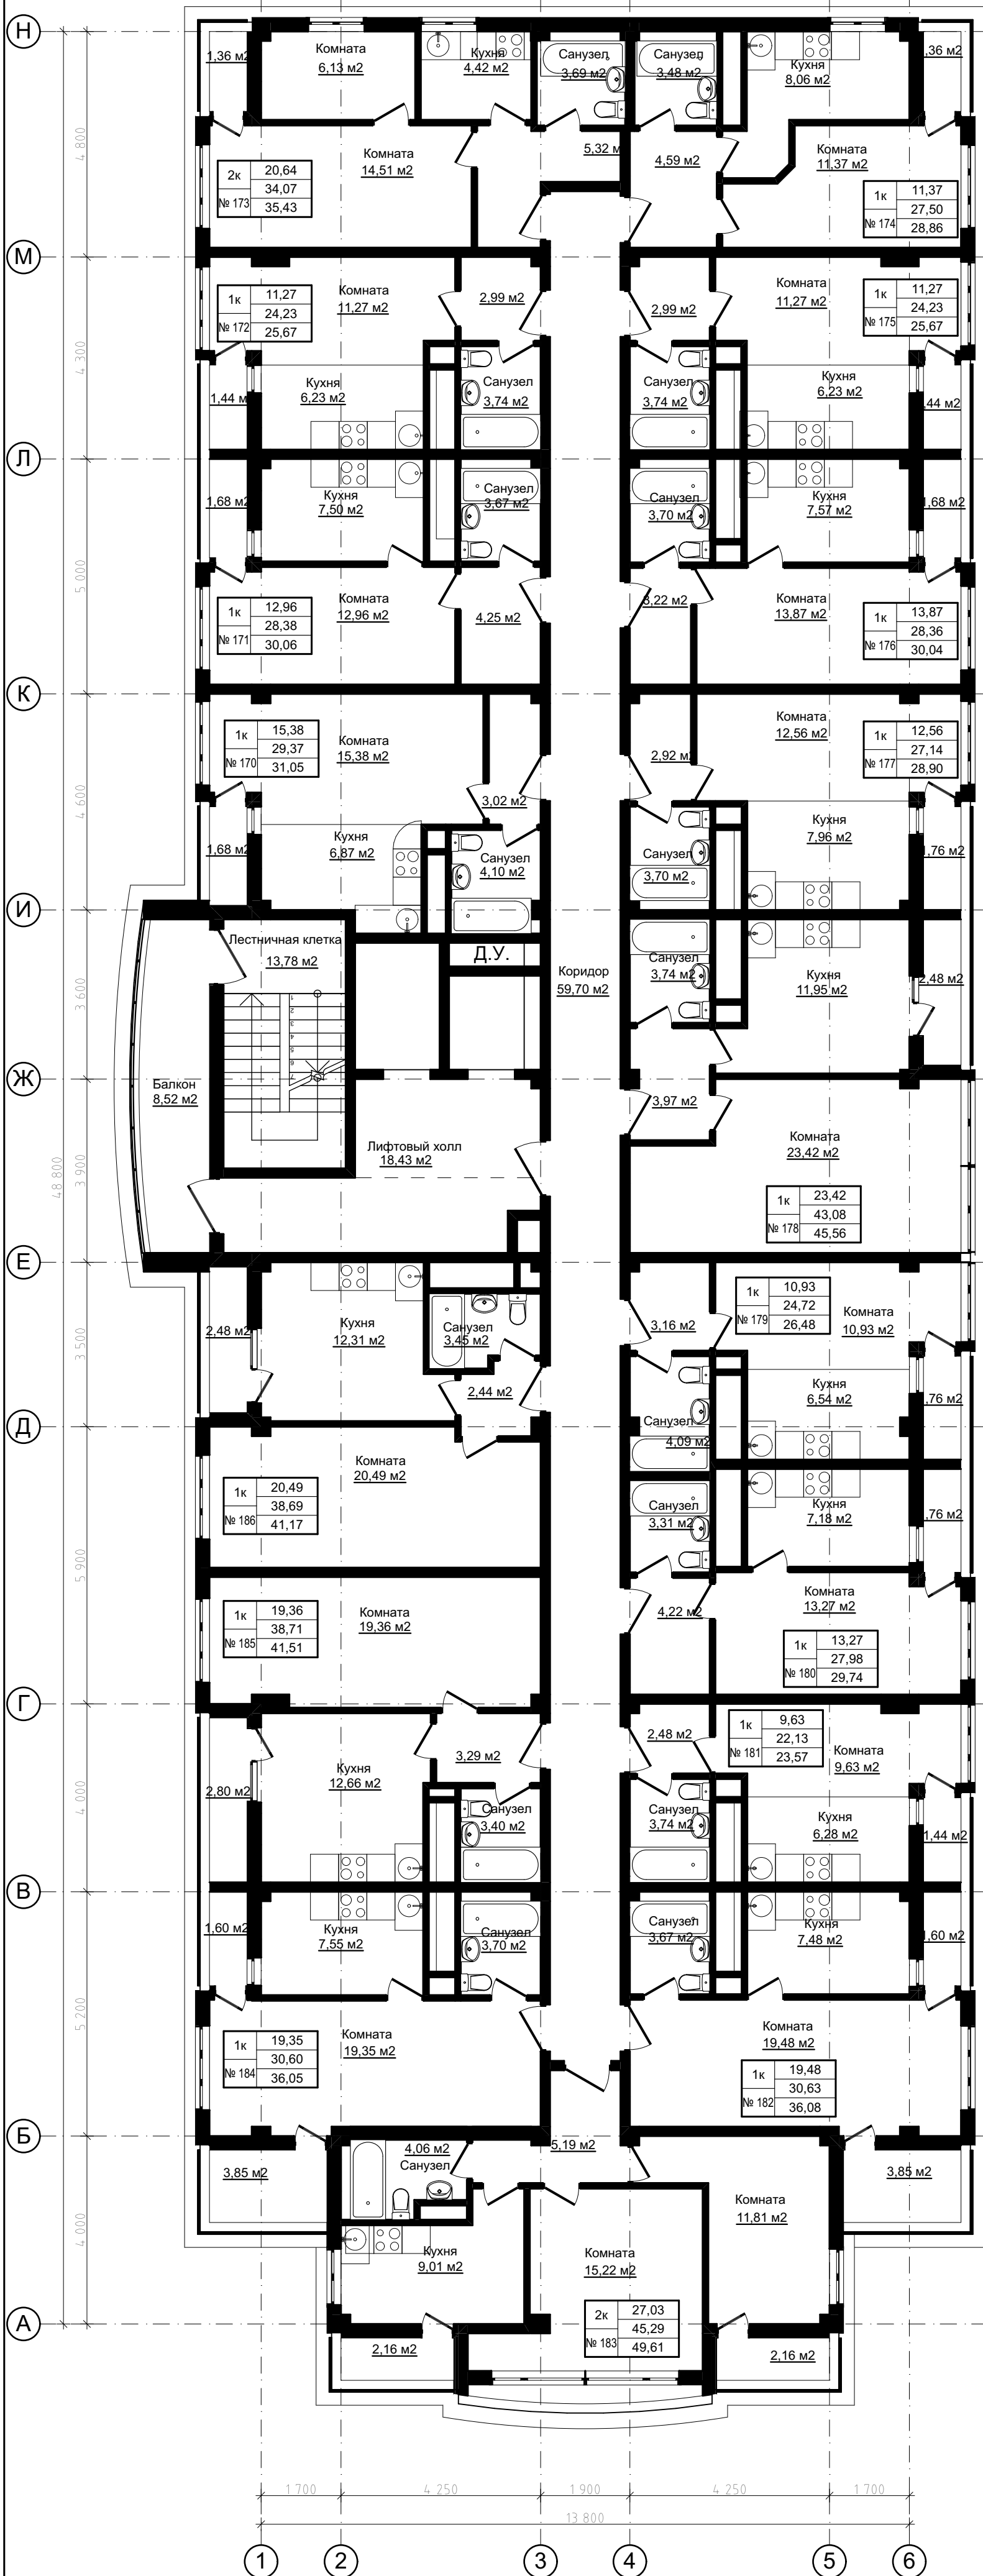 Н
1,36 м2
Комната
6,13 м2
Кухня
4,42 м2
Санузел
3,69 м2
Санузел
3,48 м2
Кухня
8,06 м2
,36 м2
4 800
Комната
14,51 м2
5,32 м
4,59 м2
Комната
11,37 м2
2к
№ 173
20,64
34,07
35,43
1к
№ 174
11,37
27,50
28,86
М
1к
№ 172
11,27
24,23
25,67
Комната
11,27 м2
2,99 м2
2,99 м2
Комната
11,27 м2
1к
№ 175
11,27
24,23
25,67
4 300
1,44 м
Кухня
6,23 м2
Санузел
3,74 м2
Санузел
3,74 м2
Кухня
6,23 м2
,44 м2
Л
1,68 м2
Кухня
7,50 м2
Санузел
3,67 м2
Санузел
3,70 м2
Кухня
7,57 м2
,68 м2
5 000
1к
№ 171
12,96
28,38
30,06
Комната
12,96 м2
4,25 м2
3,22 м2
Комната
13,87 м2
1к
№ 176
13,87
28,36
30,04
К
1к
№ 170
15,38
29,37
31,05
Комната
15,38 м2
3,02 м2
2,92 м2
Комната
12,56 м2
1к
№ 177
12,56
27,14
28,90
4 600
1,68 м2
Кухня
6,87 м2
Санузел
4,10 м2
Санузел
3,70 м2
Кухня
7,96 м2
,76 м2
И
Лестничная клетка
13,78 м2
Д.У.
Коридор
59,70 м2
Санузел
3,74 м2
Кухня
11,95 м2
2,48 м2
3 600
1
2
3
4
5
6
Ж
Балкон
8,52 м2
3,97 м2
Лифтовый холл
18,43 м2
Комната
23,42 м2
48 800
3 900
1к
№ 178
23,42
43,08
45,56
Е
2,48 м2
Кухня
12,31 м2
Санузел
3,45 м2
2,44 м2
3,16 м2
1к
№ 179
10,93
24,72
26,48
Комната
10,93 м2
3 500
Кухня
6,54 м2
,76 м2
Д
Санузел
4,09 м2
Комната
20,49 м2
1к
№ 186
20,49
38,69
41,17
Санузел
3,31 м2
Кухня
7,18 м2
,76 м2
5 900
1к
№ 185
19,36
38,71
41,51
Комната
19,36 м2
4,22 м2
Комната
13,27 м2
1к
№ 180
13,27
27,98
29,74
Г
2,80 м2
Кухня
12,66 м2
3,29 м2
2,48 м2
1к
№ 181
9,63
22,13
23,57
Комната
9,63 м2
4 000
Санузел
3,40 м2
Санузел
3,74 м2
Кухня
6,28 м2
1,44 м2
В
1,60 м2
Кухня
7,55 м2
Санузел
3,70 м2
Санузел
3,67 м2
Кухня
7,48 м2
,60 м2
5 200
1к
№ 184
19,35
30,60
36,05
Комната
19,35 м2
Комната
19,48 м2
1к
№ 182
19,48
30,63
36,08
Б
3,85 м2
4,06 м2
Санузел
5,19 м2
3,85 м2
4 000
Кухня
9,01 м2
Комната
15,22 м2
Комната
11,81 м2
2к
№ 183
27,03
45,29
49,61
А
2,16 м2
2,16 м2
1 700
4 250
1 900
4 250
1 700
13 800
1
2
3
4
5
6